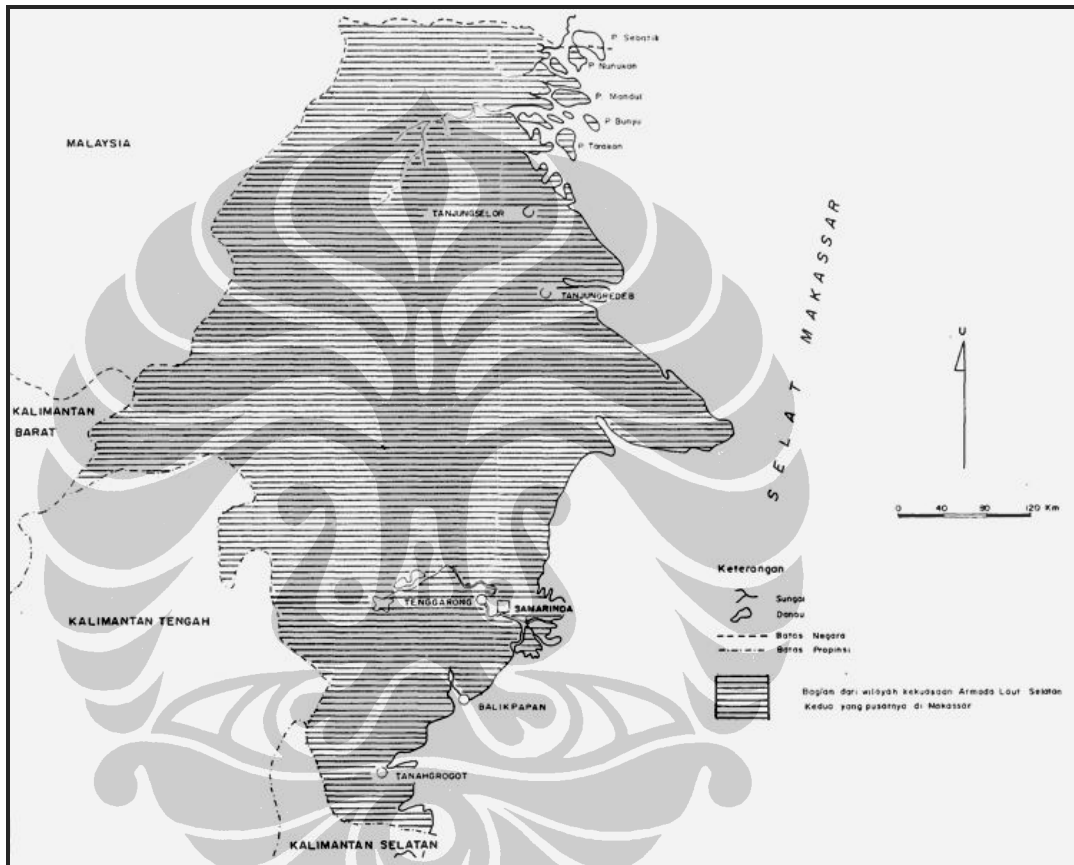 P. Sebatik
P. Nunukan
P. Mandul
P. Bunyu
P. Tarakan
MALAYSIA
TANJUNGSELOR
TANJUNGREDEB
SELAT MAKASSAR
U
KALIMANTAN
BARAT
0 40 80 120 Km
Keterangan
Sungai
Danau
Batas Negara
Batas Propinsi
TENGGARONG
SAMARINDA
KALIMANTAN TENGAH
Bagian dari wilayah kekuasaan Armada Laut Selatan
Kedua yang pusatnya di Makassar
BALIKPAPAN
TANAHGROGOT
KALIMANTAN SELATAN